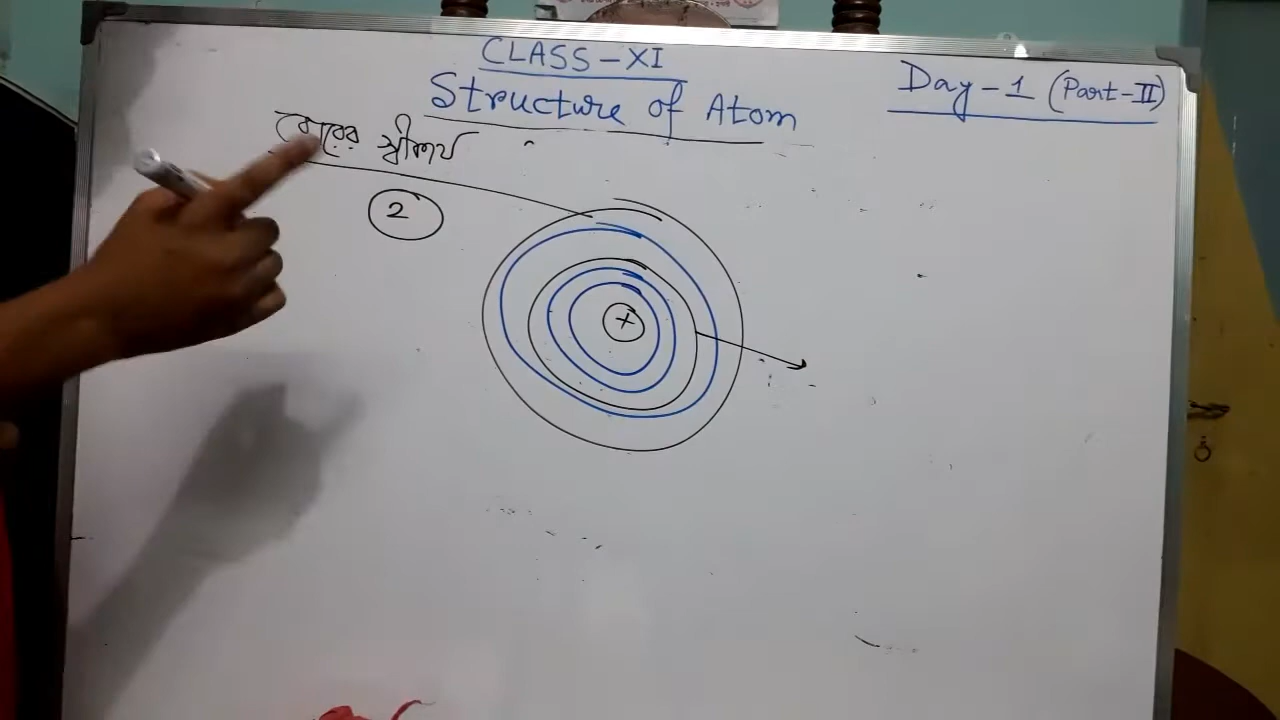 CLASS-XI
Structure of Atom
Day-1 (Part-II)
বোরের স্বীকার্য
2
+